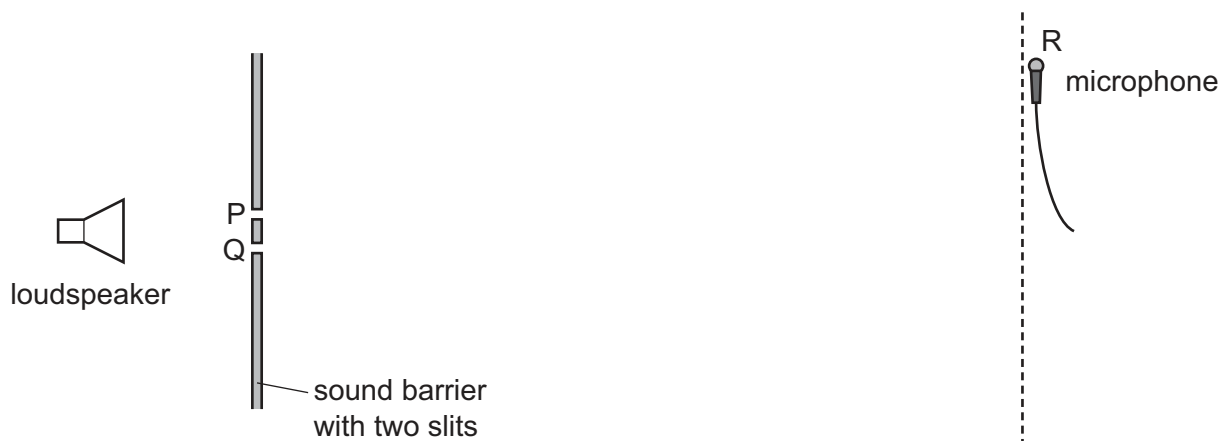 R
microphone
P
Q
loudspeaker
sound barrier
with two slits